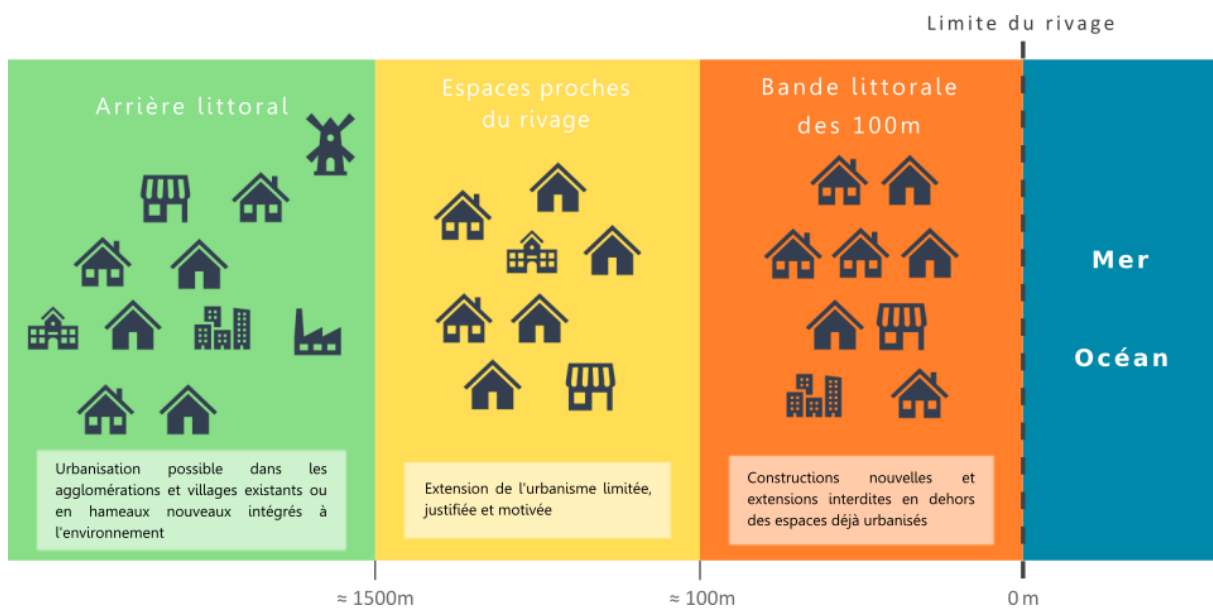 Limite du rivage
Arrière littoral
Espaces proches
du rivage
Bande littorale
des 100m
Mer
Océan
Urbanisation possible dans les
agglomérations et villages existants ou
en hameaux nouveaux intégrés à
l'environnement
Extension de l'urbanisme limitée,
justifiée et motivée
Constructions nouvelles et
extensions interdites en dehors
des espaces déjà urbanisés
≈ 1500m
≈ 100m
0 m